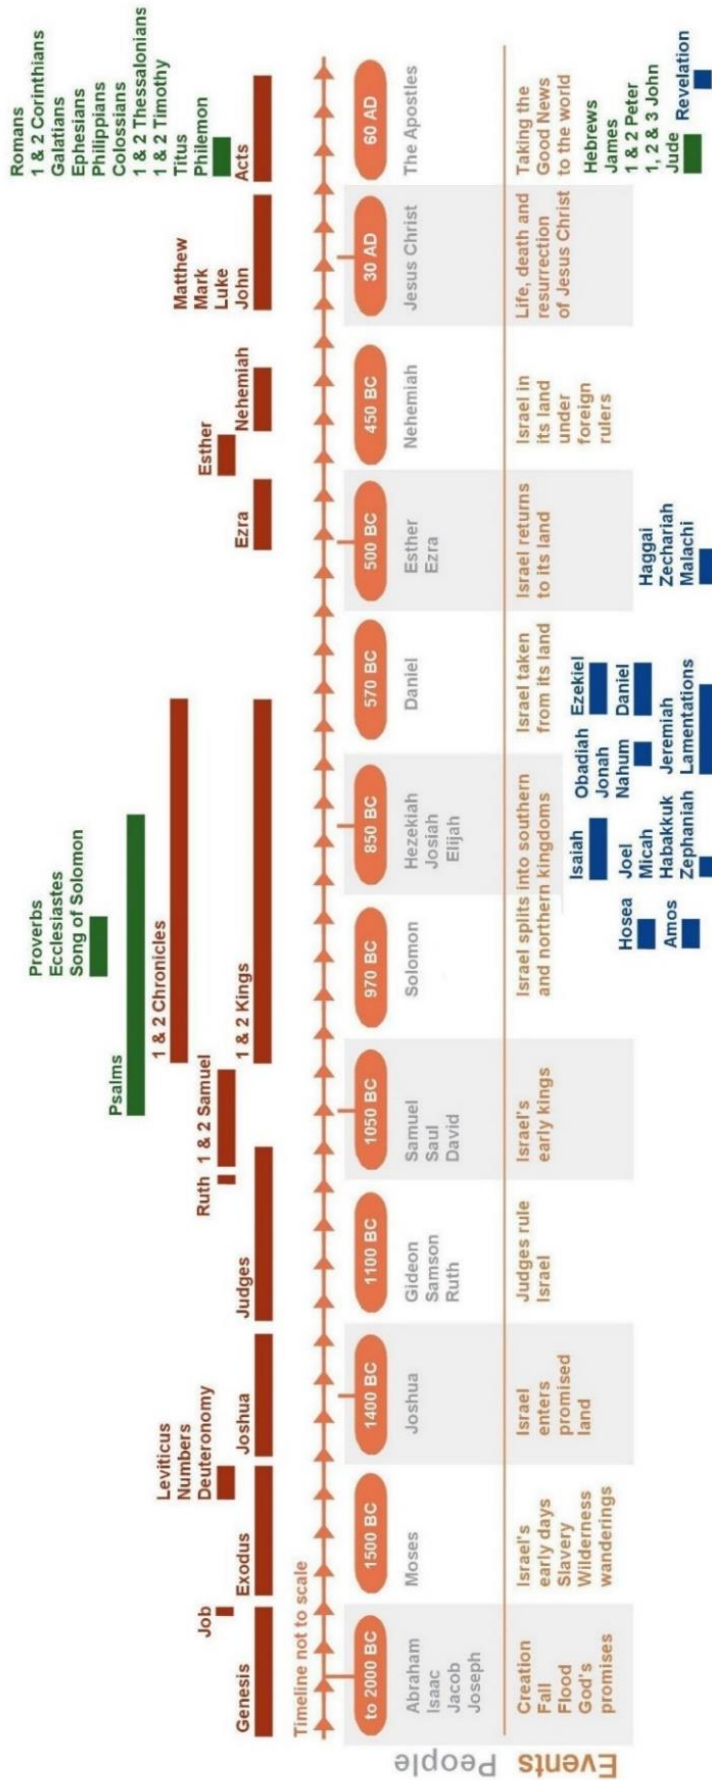 Romans
1 & 2 Corinthians
Galatians
Ephesians
Philippians
Colossians
1 & 2 Thessalonians
1 & 2 Timothy
Titus
Philemon
Proverbs
Ecclesiastes
Song of Solomon
Psalms
1 & 2 Chronicles
Leviticus
Numbers
Deuteronomy
Matthew
Mark
Luke
John
Job
Ruth
1 & 2 Samuel
Esther
Genesis
Exodus
Joshua
Judges
1 & 2 Kings
Ezra
Nehemiah
Acts
Timeline not to scale
to 2000 BC
1500 BC
1400 BC
1100 BC
1050 BC
970 BC
850 BC
570 BC
500 BC
450 BC
30 AD
60 AD
People
Abraham
Isaac
Jacob
Joseph
Moses
Joshua
Gideon
Samson
Ruth
Samuel
Saul
David
Solomon
Hezekiah
Josiah
Elijah
Daniel
Esther
Ezra
Nehemiah
Jesus Christ
The Apostles
Events
Creation
Fall
Flood
God's
promises
Israel's
early days
Slavery
Wilderness
wanderings
Israel
enters
promised
land
Judges rule
Israel
Israel's
early kings
Israel splits into southern
and northern kingdoms
Israel taken
from its land
Israel returns
to its land
Israel in
its land
under
foreign
rulers
Life, death and
resurrection
of Jesus Christ
Taking the
Good News
to the world
Hosea
Amos
Isaiah
Joel
Micah
Habakkuk
Zephaniah
Obadiah
Jonah
Nahum
Jeremiah
Lamentations
Ezekiel
Daniel
Haggai
Zechariah
Malachi
Hebrews
James
1 & 2 Peter
1, 2 & 3 John
Jude
Revelation